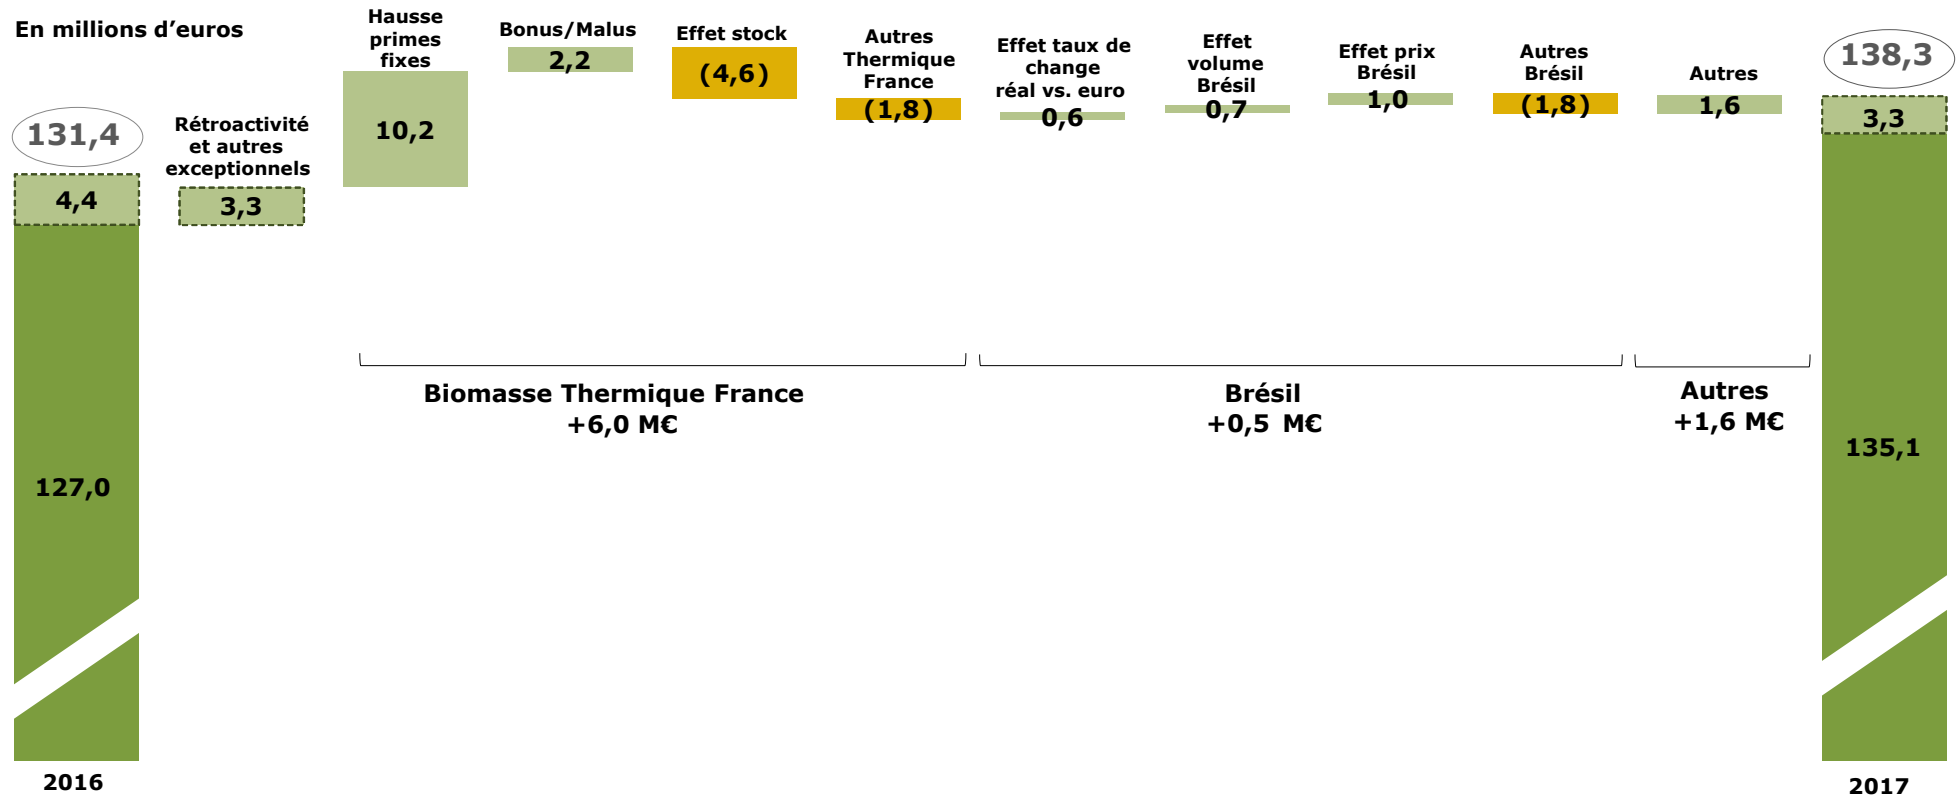 En millions d’euros
131,4
4,4
127,0
2016
Rétroactivité
et autres
exceptionnels
3,3
Hausse
primes
fixes
10,2
Bonus/Malus
2,2
Effet stock
(4,6)
Autres
Thermique
France
(1,8)
Effet taux de
change
réal vs. euro
0,6
Effet
volume
Brésil
0,7
Effet prix
Brésil
1,0
Autres
Brésil
(1,8)
Autres
1,6
138,3
3,3
135,1
2017
Biomasse Thermique France
+6,0 M€
Brésil
+0,5 M€
Autres
+1,6 M€